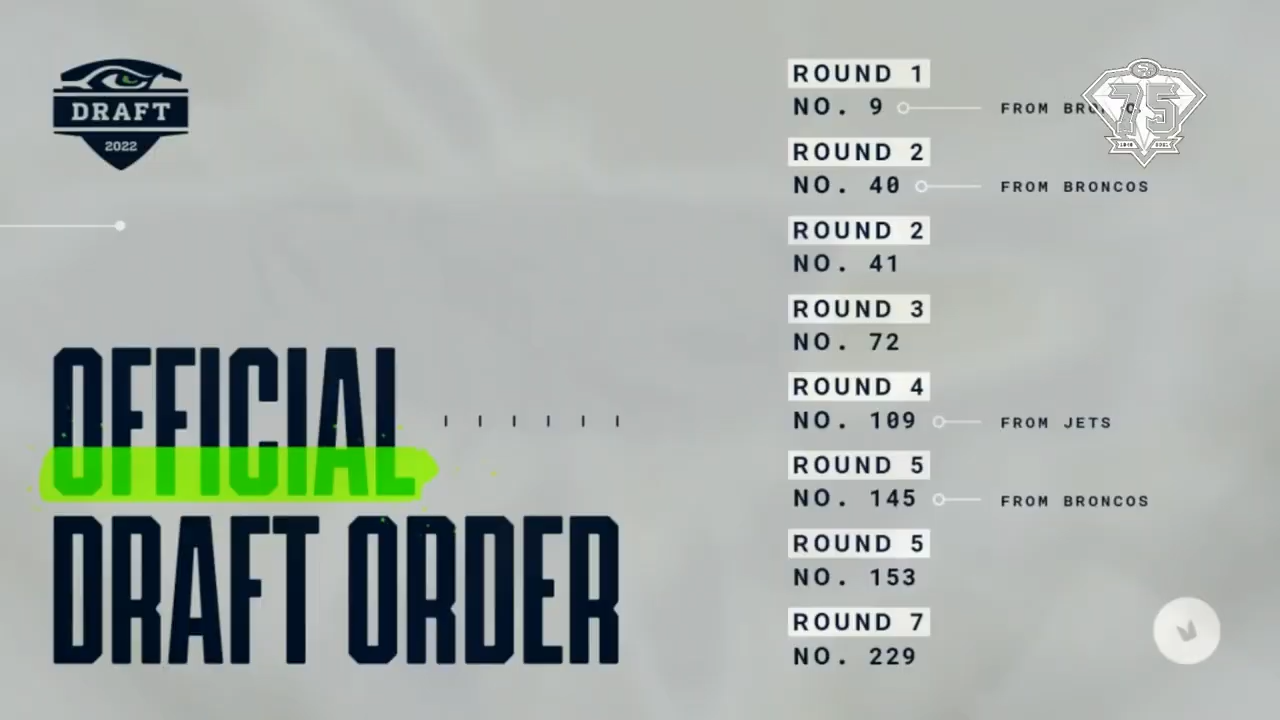 DRAFT
2022
OFFICIAL
DRAFT ORDER
ROUND 1
NO. 9 FROM
ROUND 2
NO. 40 FROM BRONCOS
ROUND 2
NO. 41
ROUND 3
NO. 72
ROUND 4
NO. 109 FROM JETS
ROUND 5
NO. 145 FROM BRONCOS
ROUND 5
NO. 153
ROUND 7
NO. 229
75